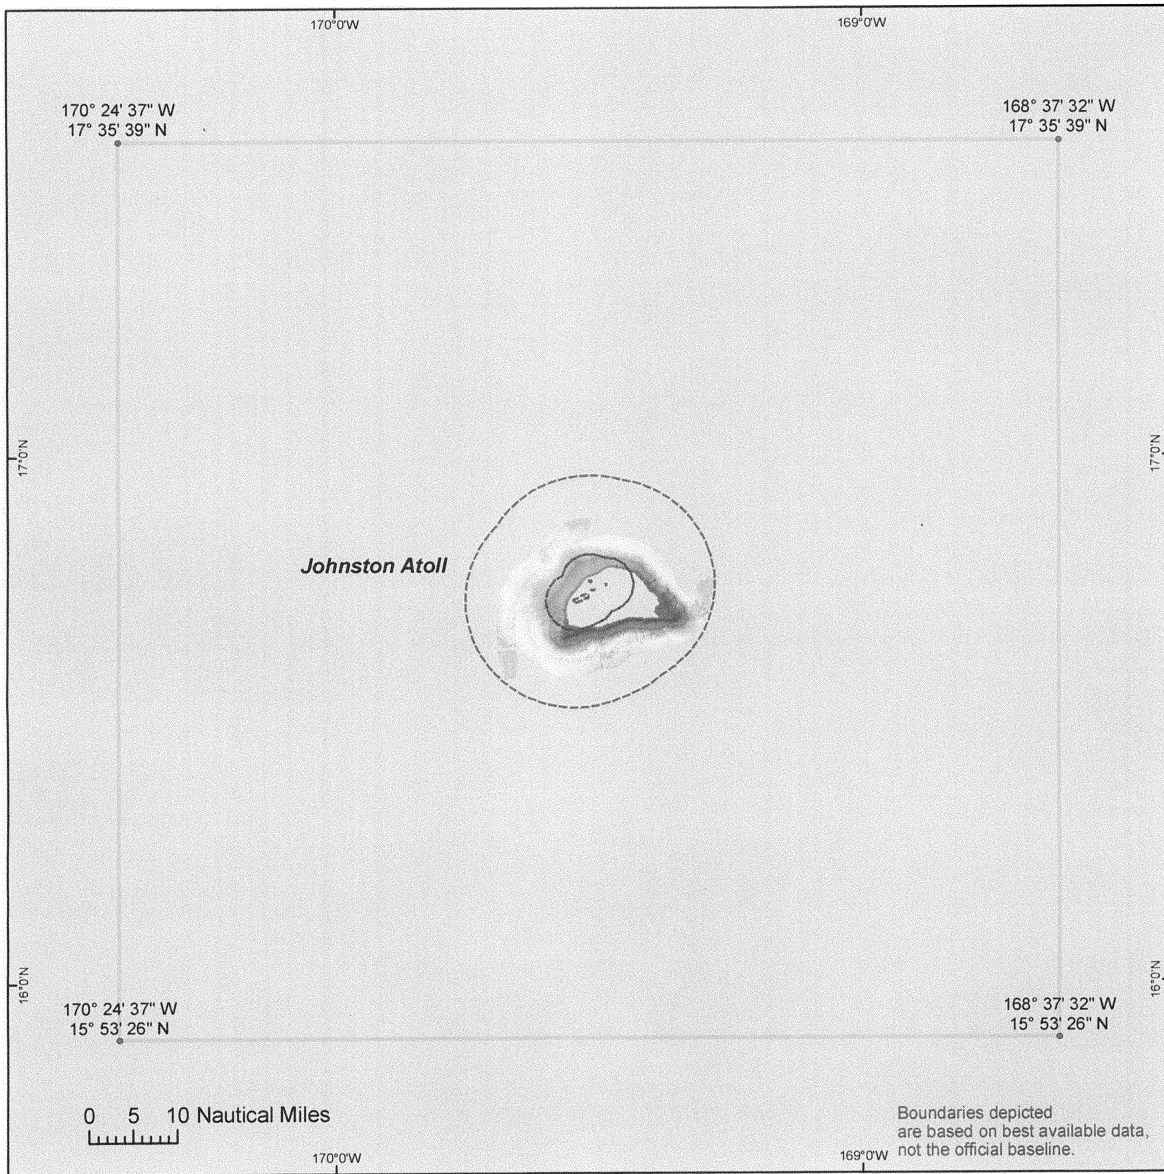 170°0'W
169°0'W
170° 24' 37" W
17° 35' 39" N
168° 37' 32" W
17° 35' 39" N
17°0'N
17°0'N
Johnston Atoll
16°0'N
16°0'N
170° 24' 37" W
15° 53' 26" N
168° 37' 32" W
15° 53' 26" N
0 5 10 Nautical Miles
Boundaries depicted
are based on best available data,
not the official baseline.
170°0'W
169°0'W